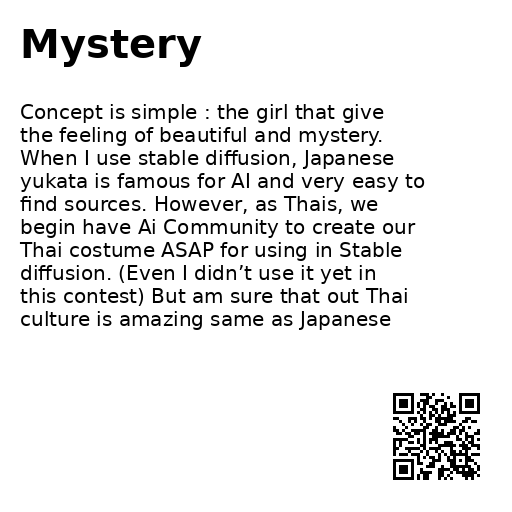 Mystery
Concept is simple : the girl that give
the feeling of beautiful and mystery.
When I use stable diffusion, Japanese
yukata is famous for AI and very easy to
find sources. However, as Thais, we
begin have Ai Community to create our
Thai costume ASAP for using in Stable
diffusion. (Even I didn’t use it yet in
this contest) But am sure that out Thai
culture is amazing same as Japanese